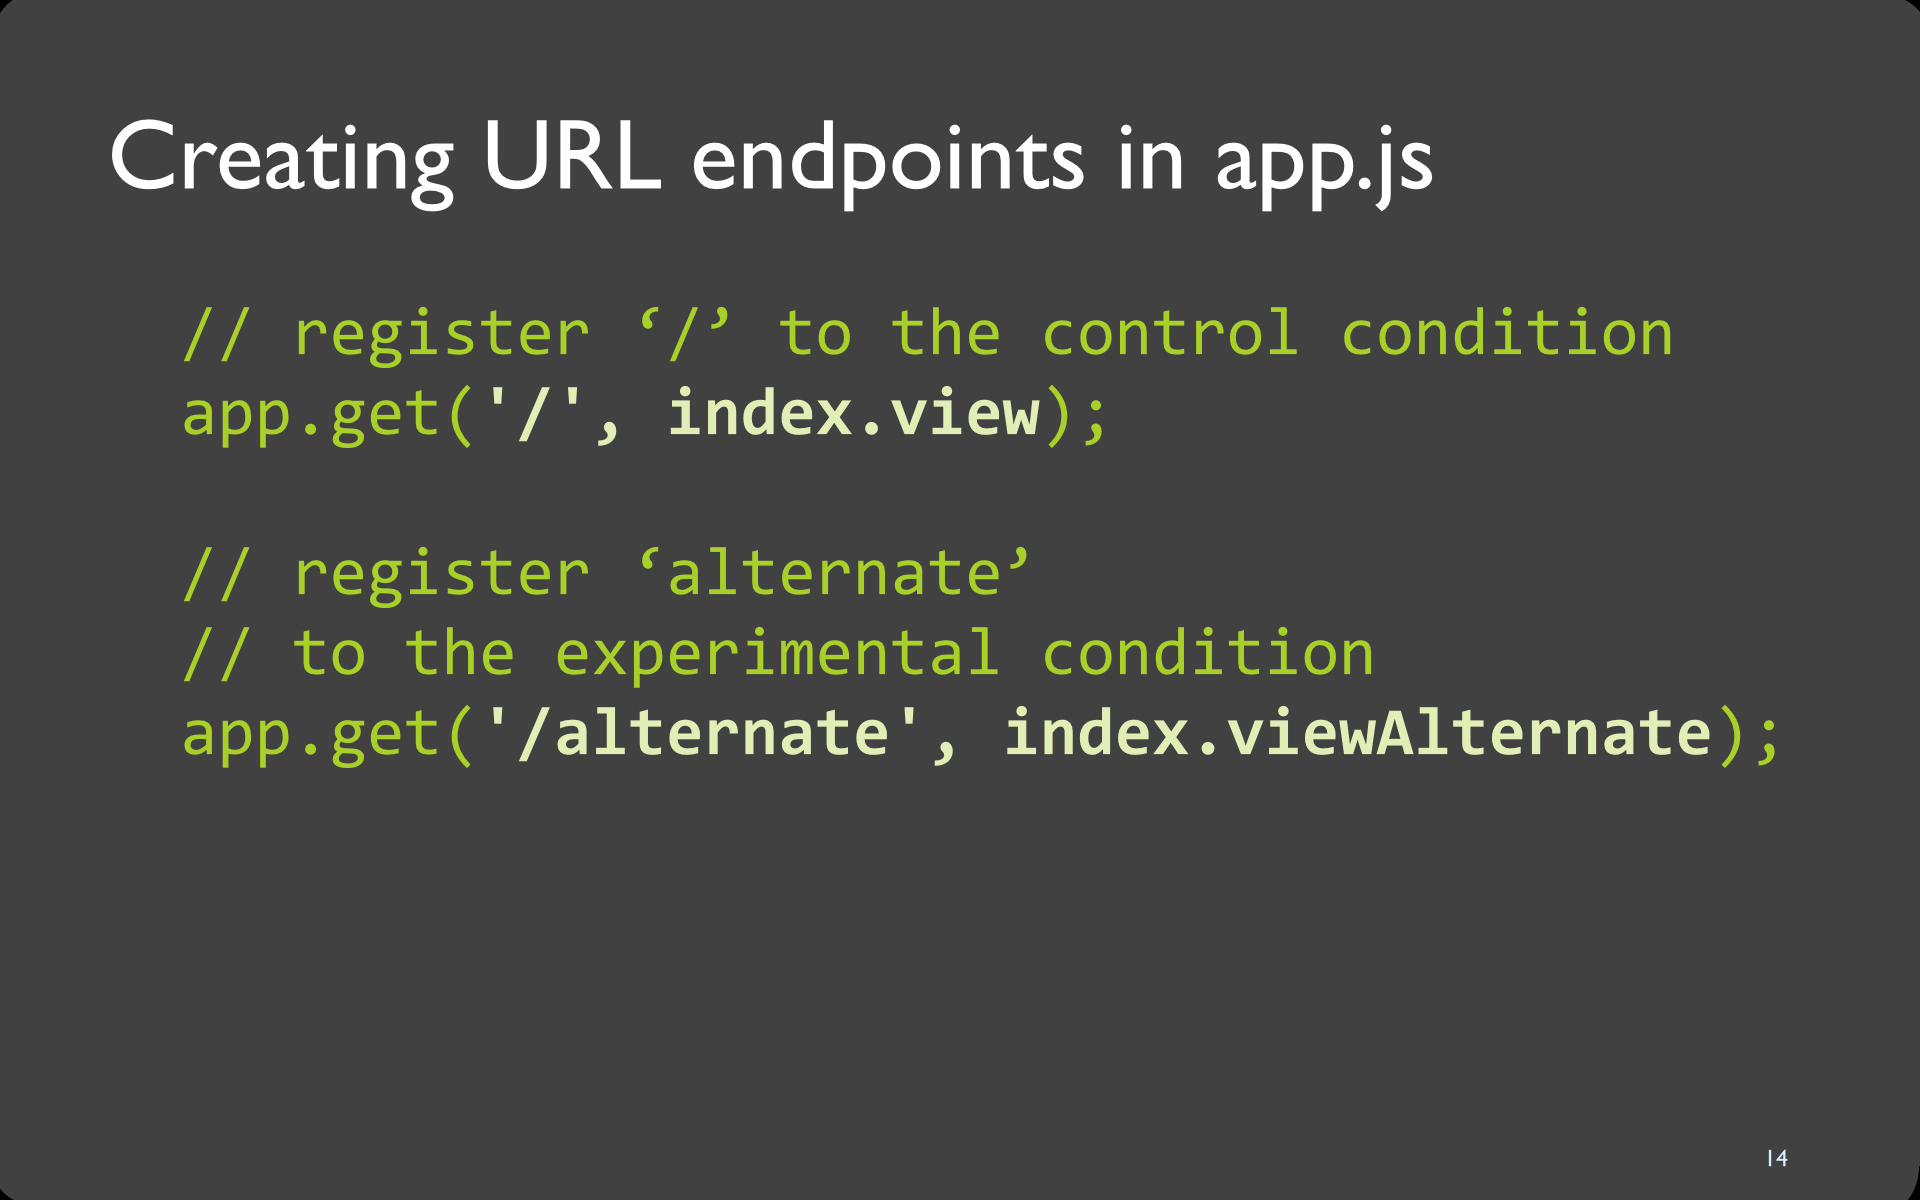 Creating URL endpoints in app.js
// register ‘/’ to the control condition
app.get('/', index.view);
// register ‘alternate’
// to the experimental condition
app.get('/alternate', index.viewAlternate);
14